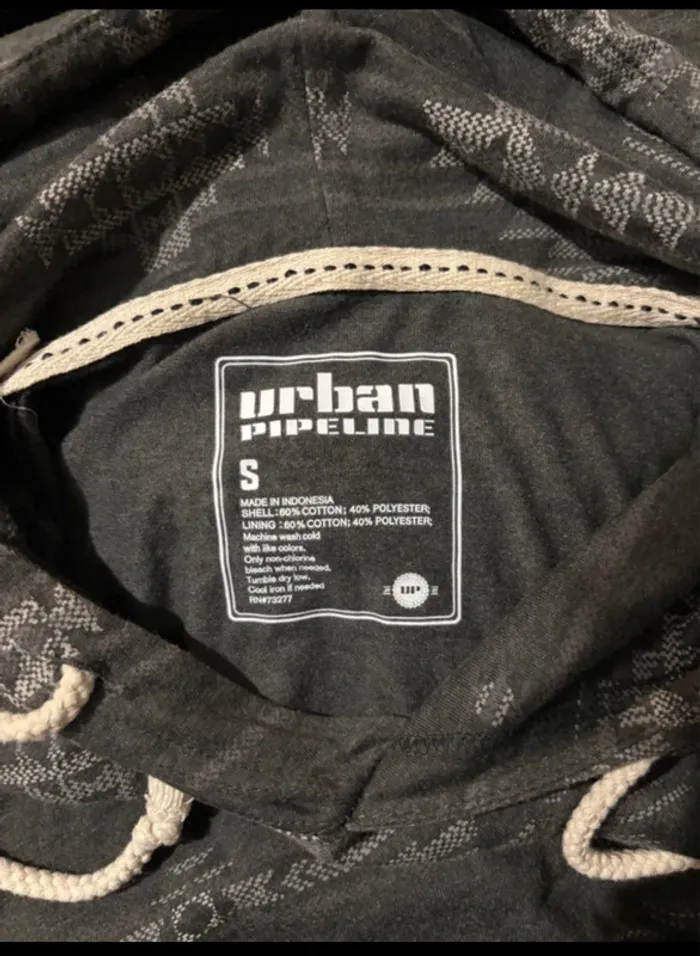 urban
PIPELINE
S
MADE IN INDONESIA
SHELL:60% COTTON; 40% POLYESTER;
LINING :60% COTTON; 40% POLYESTER;
Machine wash cold
with like colors.
Only non-chlorine
bleach when needed.
Tumble dry low.
Cool iron if needed
RN#73277
UP